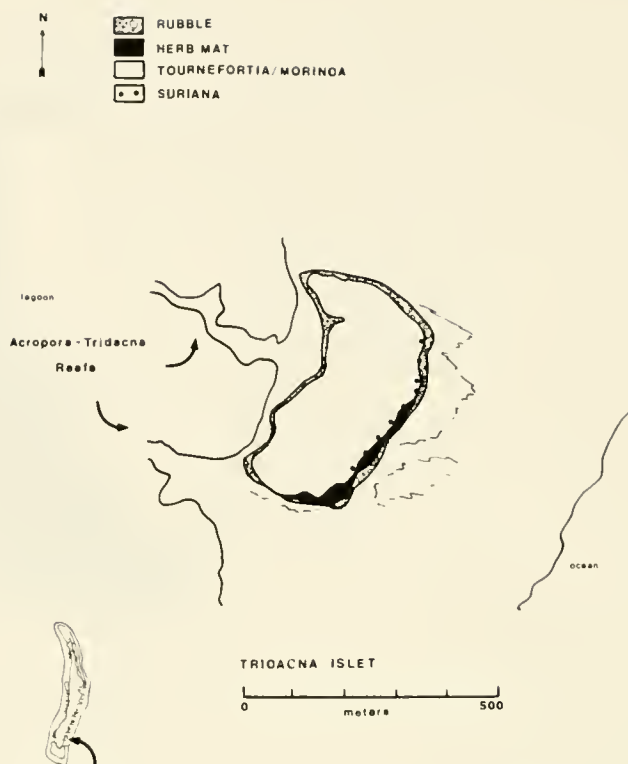 N
RUBBLE
HERB MAT
TOURNEFORTIA/MORINDA
SURIANA
lagoon
Acropora-Tridacna
Reefs
ocean
TRIDACNA ISLET
0 500
meters